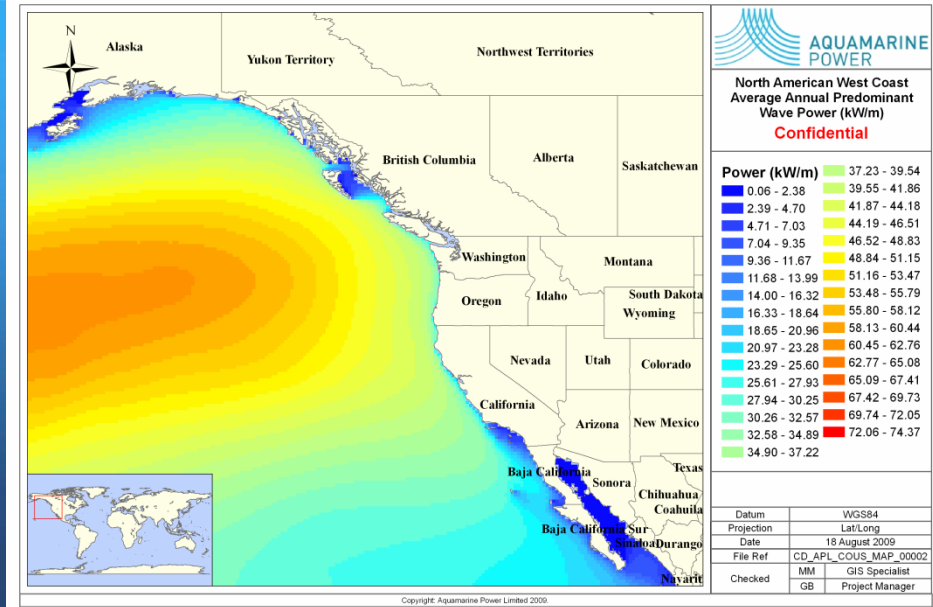 N
Alaska
Yukon Territory
Northwest Territories
British Columbia
Alberta
Saskatchewan
Washington
Montana
Oregon
Idaho
South Dakota
Wyoming
Nevada
Utah
Colorado
California
Arizona
New Mexico
Texas
Baja California
Sonora
Chihuahua
Coahuila
Baja California Sur
Sinaloa
Durango
Nayarit
AQUAMARINE
POWER
North American West Coast
Average Annual Predominant
Wave Power (kW/m)
Confidential
Power (kW/m)
0.06 - 2.38
2.39 - 4.70
4.71 - 7.03
7.04 - 9.35
9.36 - 11.67
11.68 - 13.99
14.00 - 16.32
16.33 - 18.64
18.65 - 20.96
20.97 - 23.28
23.29 - 25.60
25.61 - 27.93
27.94 - 30.25
30.26 - 32.57
32.58 - 34.89
34.90 - 37.22
37.23 - 39.54
39.55 - 41.86
41.87 - 44.18
44.19 - 46.51
46.52 - 48.83
48.84 - 51.15
51.16 - 53.47
53.48 - 55.79
55.80 - 58.12
58.13 - 60.44
60.45 - 62.76
62.77 - 65.08
65.09 - 67.41
67.42 - 69.73
69.74 - 72.05
72.06 - 74.37
Datum WGS84
Projection Lat/Long
Date 18 August 2009
File Ref CD_APL_COUS_MAP_00002
Checked MM GIS Specialist
GB Project Manager
Copyright: Aquamarine Power Limited 2009.